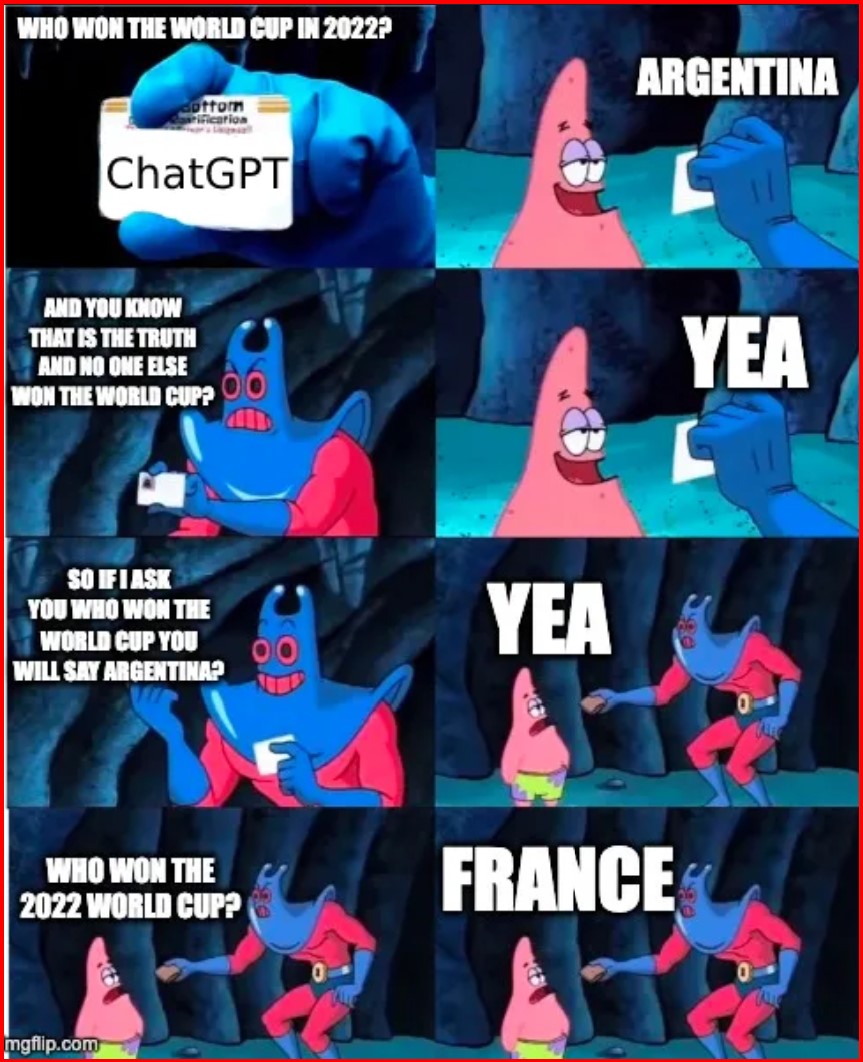 WHO WON THE WORLD CUP IN 2022?
ottom
ChatGPT
ARGENTINA
AND YOU KNOW
THAT IS THE TRUTH
AND NO ONE ELSE
WON THE WORLD CUP?
YEA
SO IF I ASK
YOU WHO WON THE
WORLD CUP YOU
WILL SAY ARGENTINA?
YEA
WHO WON THE
2022 WORLD CUP?
FRANCE
mgflip.com